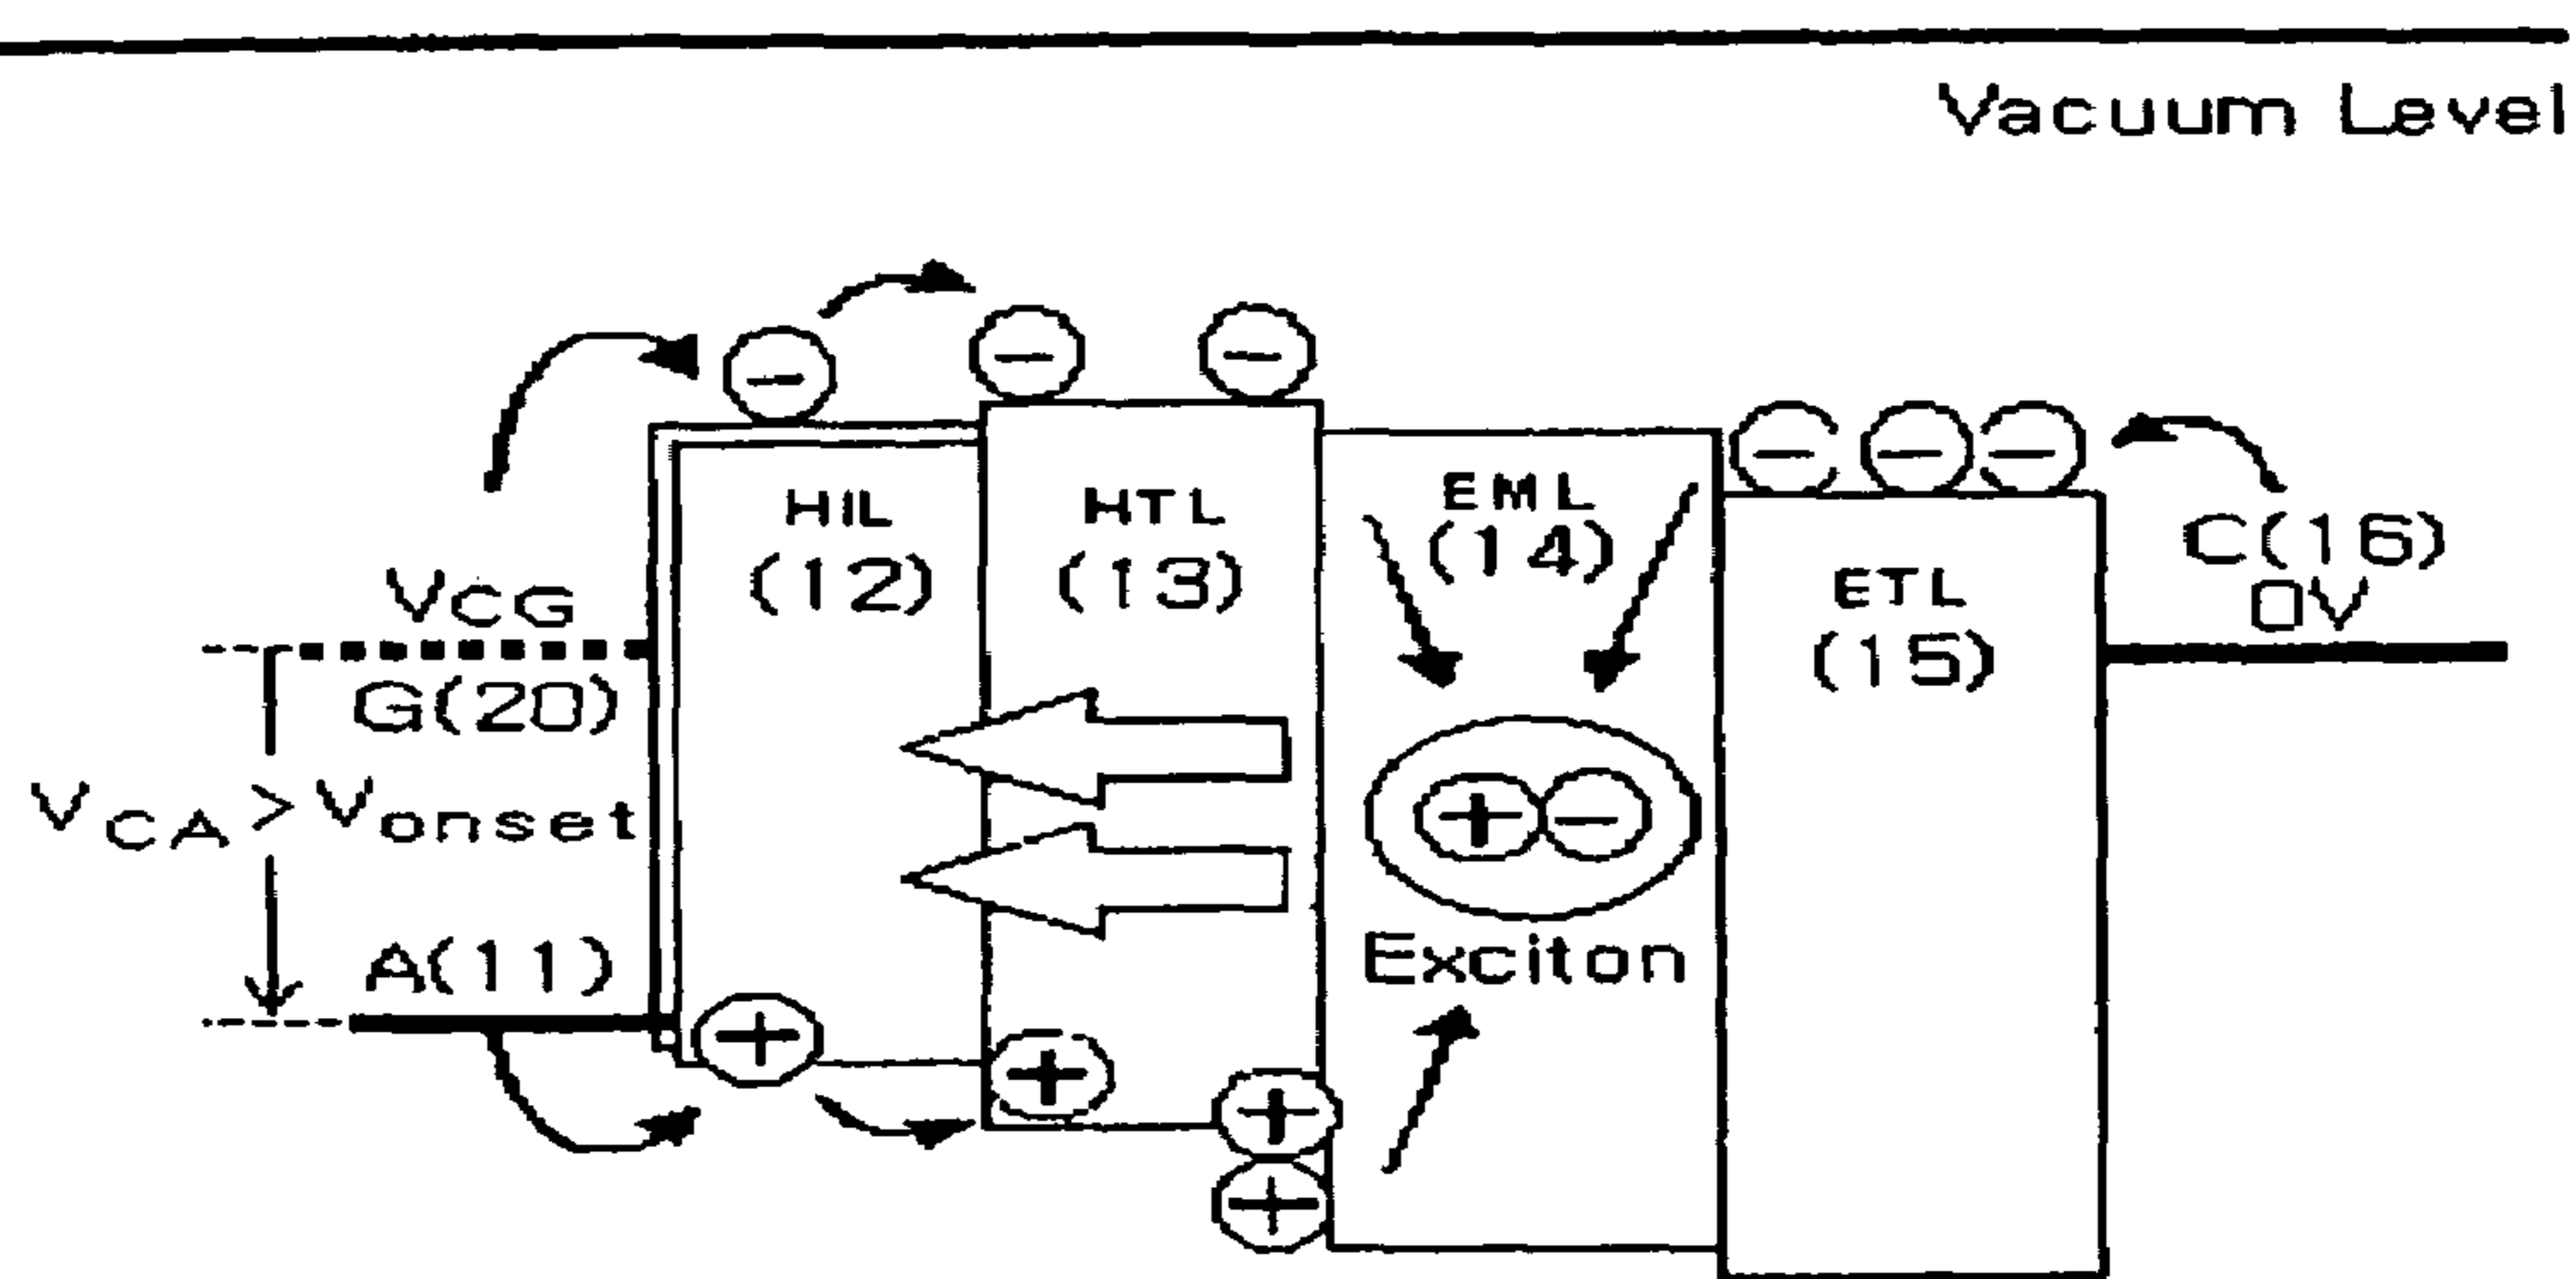 Vacuum Level
HIL
(12)
HTL
(13)
EML
(14)
ETL
(15)
C(16)
0V
VCG
G(20)
VCA > Vonset
A(11)
Exciton